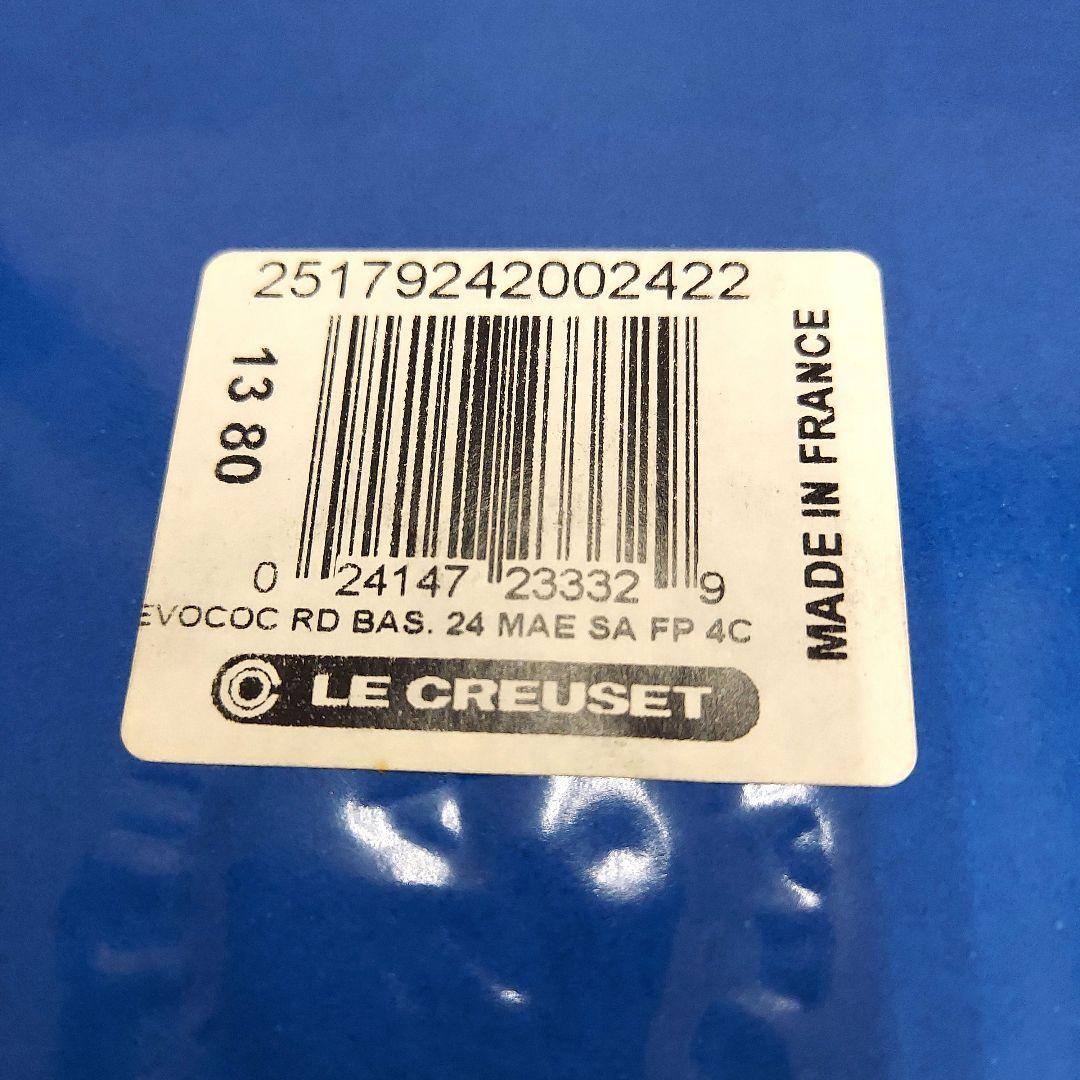 25179242002422
13 80
0 24147 23332 9
EVOCOC RD BAS. 24 MAE SA FP 4C
LE CREUSET
MADE IN FRANCE